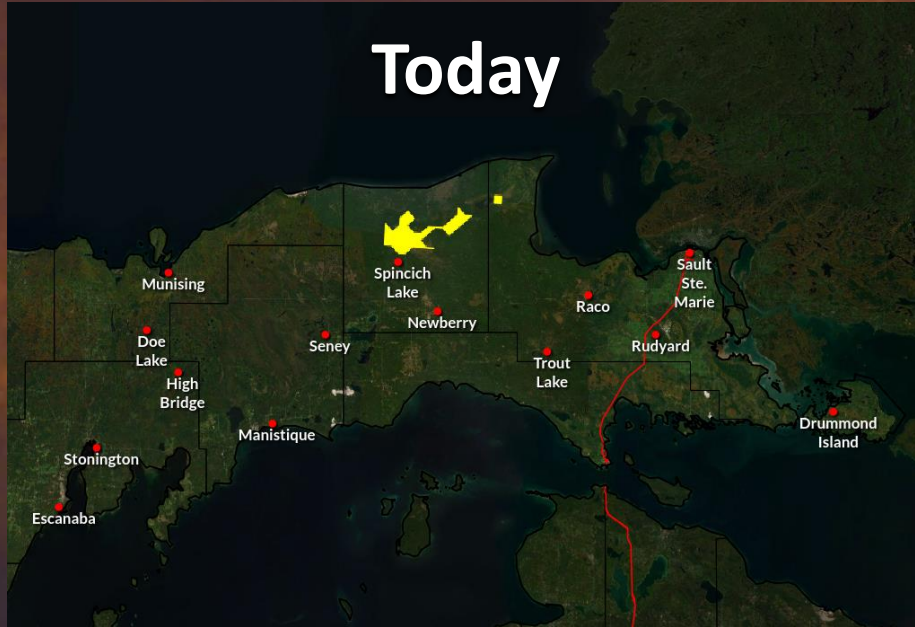 Today
Sault
Ste.
Marie
Munising
Spincich
Lake
Raco
Newberry
Doe
Lake
Seney
Rudyard
Trout
Lake
High
Bridge
Drummond
Island
Manistique
Stonington
Escanaba